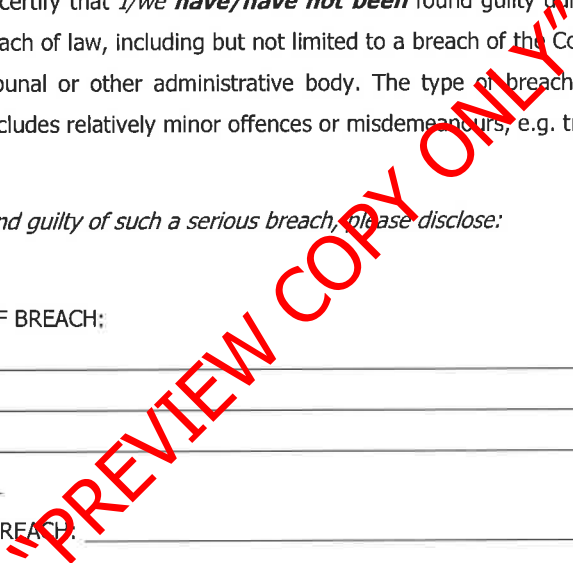 certify that I/we have/have not been found guilty
ach of law, including but not limited to a breach of the Co
unal or other administrative body. The type of breach
cludes relatively minor offences or misdemeanours, e.g. t
nd guilty of such a serious breach, please disclose:
F BREACH:
REACH:
"PREVIEW COPY ONLY"